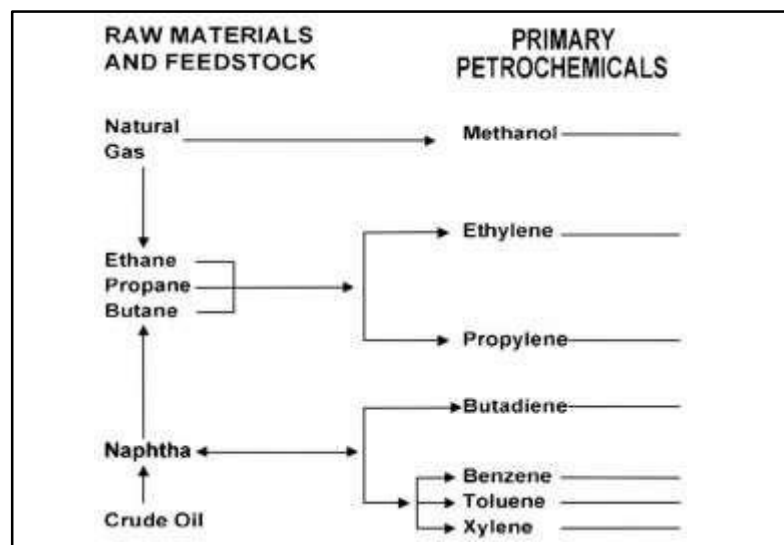 RAW MATERIALS
AND FEEDSTOCK
PRIMARY
PETROCHEMICALS
Natural
Gas
Methanol
Ethane
Propane
Butane
Ethylene
Propylene
Naphtha
Butadiene
Benzene
Toluene
Xylene
Crude Oil